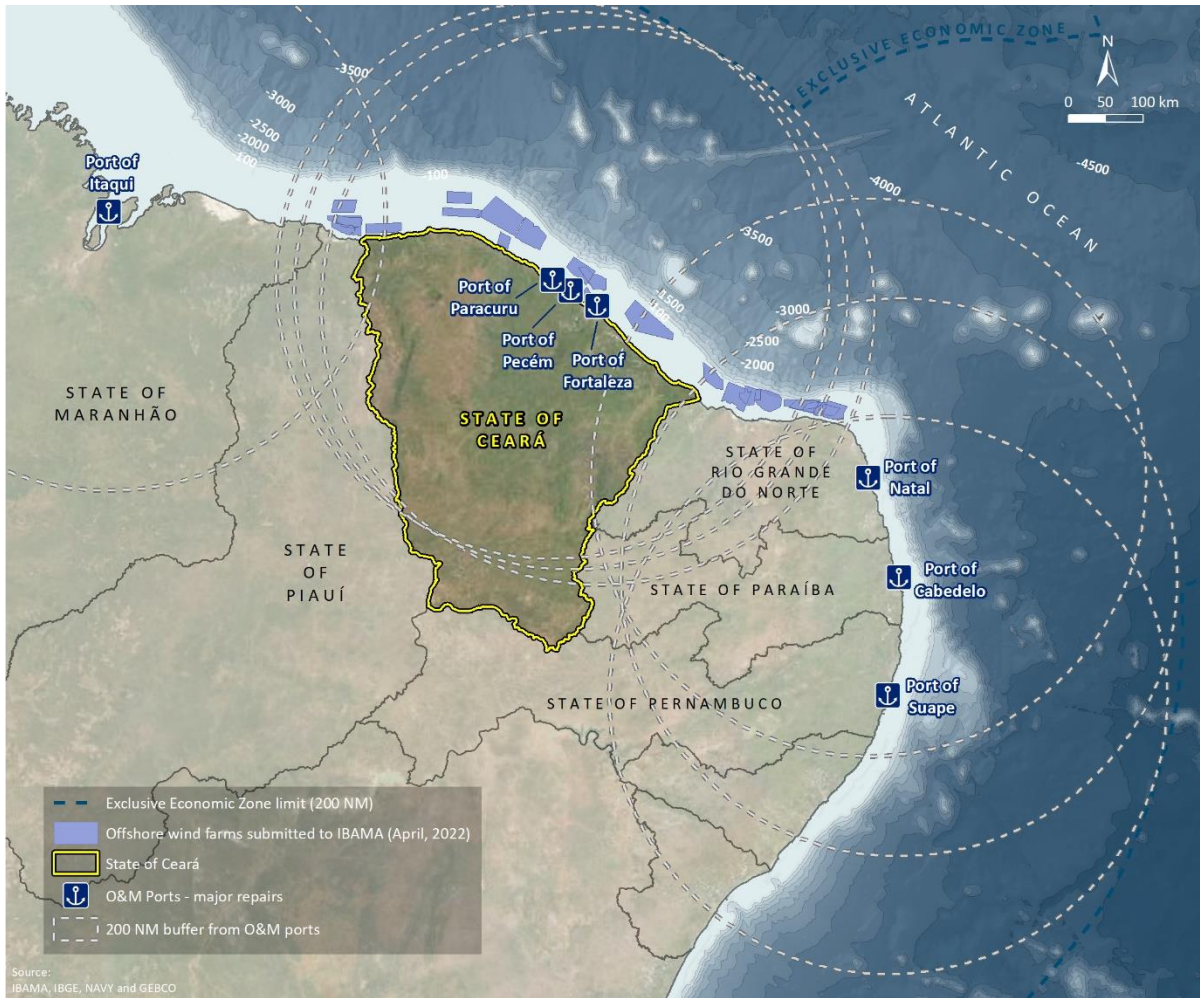 EXCLUSIVE ECONOMIC ZONE
N
0 50 100 km
ATLANTIC OCEAN
-3500
-3000
-2500
-2000
-100
-100
-4500
-4000
-3500
-3000
-2500
-2000
-1500
-100
Port of
Itaqui
Port of
Paracuru
Port of
Pecém
Port of
Fortaleza
STATE OF
CEARÁ
STATE OF
MARANHÃO
STATE OF
RIO GRANDE
DO NORTE
Port of
Natal
STATE
OF
PIAUÍ
STATE OF PARAÍBA
Port of
Cabedelo
STATE OF PERNAMBUCO
Port of
Suape
Exclusive Economic Zone limit (200 NM)
Offshore wind farms submitted to IBAMA (April, 2022)
State of Ceará
O&M Ports - major repairs
200 NM buffer from O&M ports
Source:
IBAMA, IBGE, NAVY and GEBCO